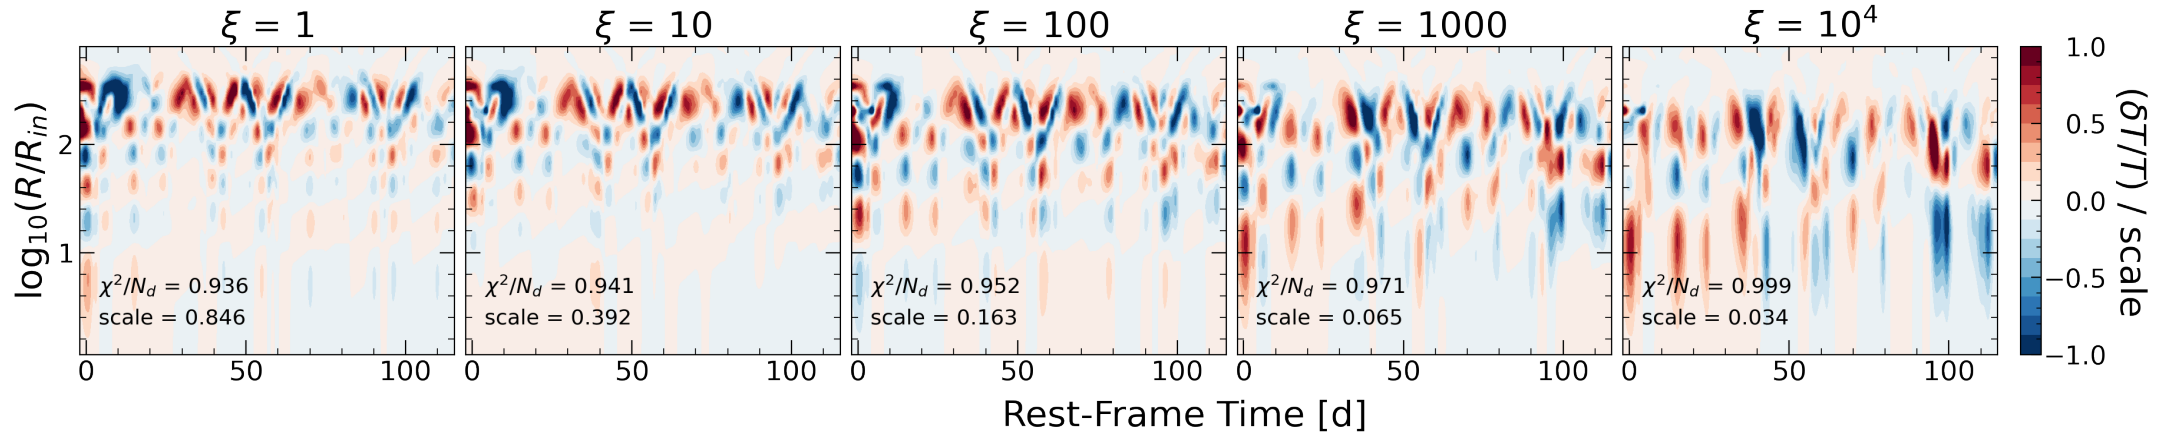 ξ = 1
ξ = 10
ξ = 100
ξ = 1000
ξ = 10⁴
log₁₀(R/R_in)
2
1
χ²/N_d = 0.936
scale = 0.846
χ²/N_d = 0.941
scale = 0.392
χ²/N_d = 0.952
scale = 0.163
χ²/N_d = 0.971
scale = 0.065
χ²/N_d = 0.999
scale = 0.034
0 50 100
0 50 100
0 50 100
0 50 100
0 50 100
Rest-Frame Time [d]
1.0
0.5
0.0
−0.5
−1.0
(δT/T) / scale